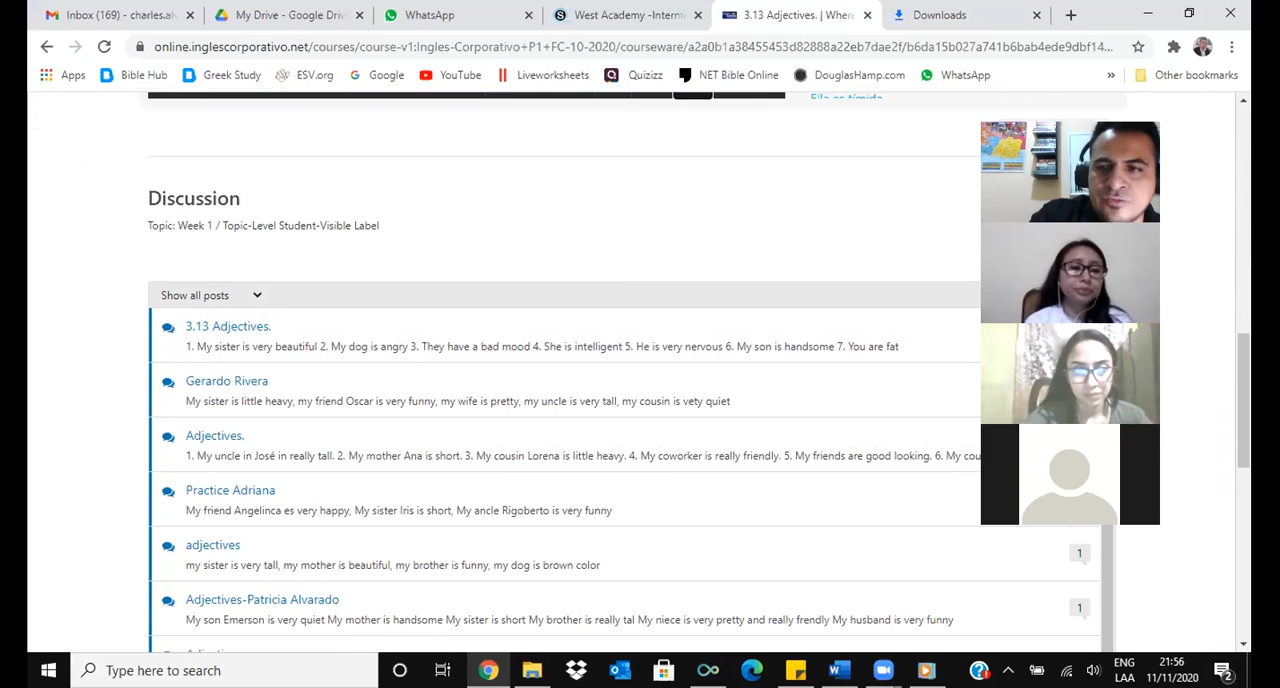 Inbox (169) - charles.al
My Drive - Google Dri
WhatsApp
West Academy -Interm
3.13 Adjectives. | Where
Downloads
online.inglescorporativo.net/courses/course-v1:Ingles-Corporativo+P1+FC-10-2020/courseware/a2a0b1a38455453d82888a22eb7dae2f/b6da15b027a741b6bab4ede9dbf14...
Apps
Bible Hub
Greek Study
ESV.org
Google
YouTube
Liveworksheets
Quizizz
NET Bible Online
DouglasHamp.com
WhatsApp
»
Other bookmarks
Ella es tímida
Discussion
Topic: Week 1 / Topic-Level Student-Visible Label
Show all posts
3.13 Adjectives.
1. My sister is very beautiful 2. My dog is angry 3. They have a bad mood 4. She is intelligent 5. He is very nervous 6. My son is handsome 7. You are fat
Gerardo Rivera
My sister is little heavy, my friend Oscar is very funny, my wife is pretty, my uncle is very tall, my cousin is vety quiet
Adjectives.
1. My uncle in José in really tall. 2. My mother Ana is short. 3. My cousin Lorena is little heavy. 4. My coworker is really friendly. 5. My friends are good looking. 6. My cou
Practice Adriana
My friend Angelinca es very happy, My sister Iris is short, My ancle Rigoberto is very funny
adjectives
1
my sister is very tall, my mother is beautiful, my brother is funny, my dog is brown color
Adjectives-Patricia Alvarado
1
My son Emerson is very quiet My mother is handsome My sister is short My brother is really tal My niece is very pretty and really frendly My husband is very funny
Type here to search
ENG
LAA
21:56
11/11/2020
2